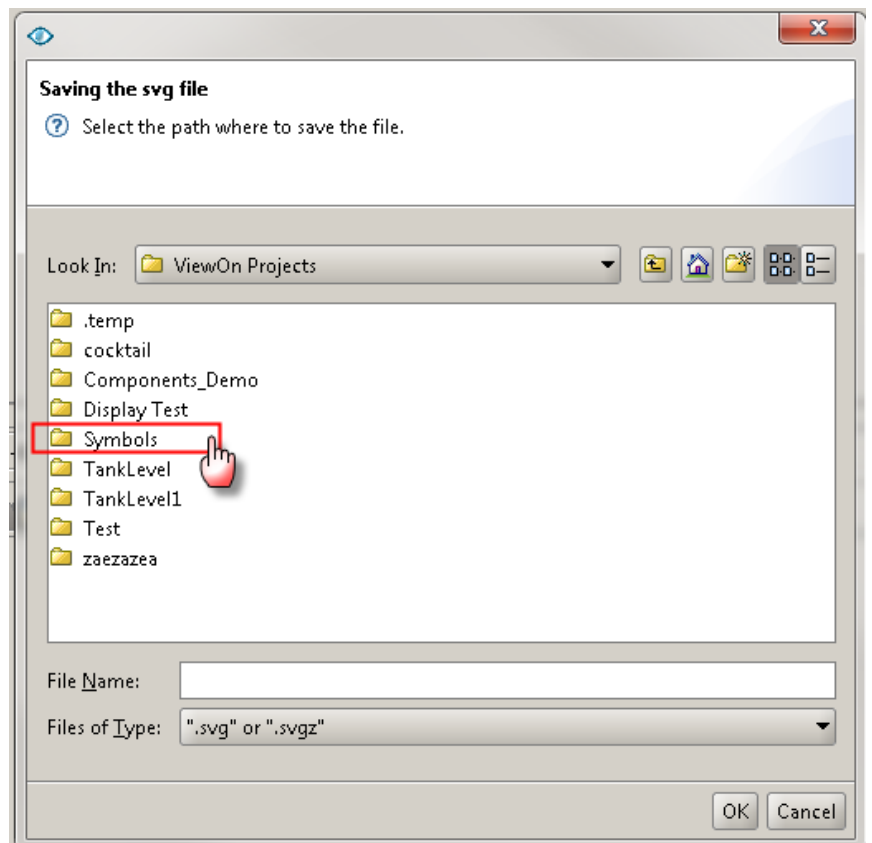 Saving the svg file
Select the path where to save the file.
Look In: ViewOn Projects
.temp
cocktail
Components_Demo
Display Test
Symbols
TankLevel
TankLevel1
Test
zaezazea
File Name:
Files of Type: ".svg" or ".svgz"
OK Cancel